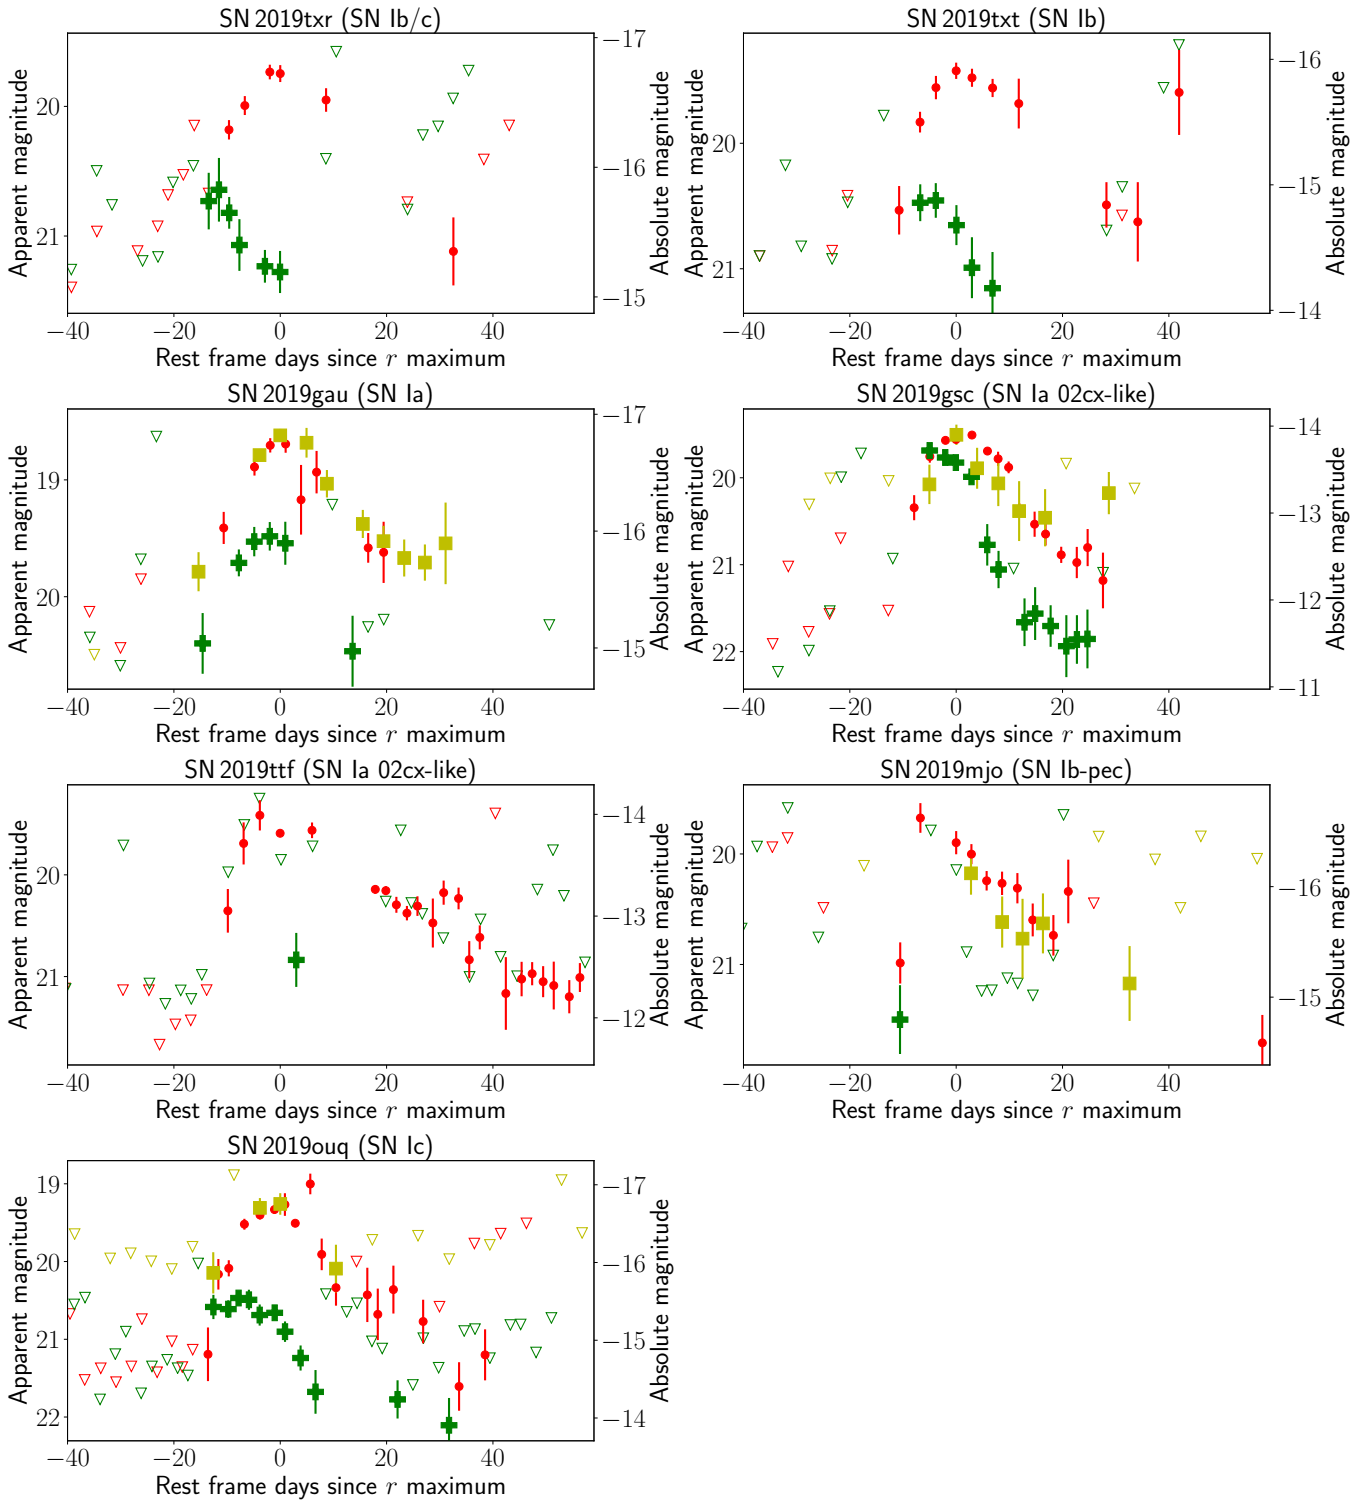 SN 2019txr (SN Ib/c)
Apparent magnitude
20
21
−17
−16
−15
Absolute magnitude
−40 −20 0 20 40
Rest frame days since r maximum
SN 2019txt (SN Ib)
Apparent magnitude
20
21
−16
−15
−14
Absolute magnitude
−40 −20 0 20 40
Rest frame days since r maximum
SN 2019gau (SN Ia)
Apparent magnitude
19
20
−17
−16
−15
Absolute magnitude
−40 −20 0 20 40
Rest frame days since r maximum
SN 2019gsc (SN Ia 02cx-like)
Apparent magnitude
20
21
22
−14
−13
−12
−11
Absolute magnitude
−40 −20 0 20 40
Rest frame days since r maximum
SN 2019ttf (SN Ia 02cx-like)
Apparent magnitude
20
21
−14
−13
−12
Absolute magnitude
−40 −20 0 20 40
Rest frame days since r maximum
SN 2019mjo (SN Ib-pec)
Apparent magnitude
20
21
−16
−15
Absolute magnitude
−40 −20 0 20 40
Rest frame days since r maximum
SN 2019ouq (SN Ic)
Apparent magnitude
19
20
21
22
−17
−16
−15
−14
Absolute magnitude
−40 −20 0 20 40
Rest frame days since r maximum